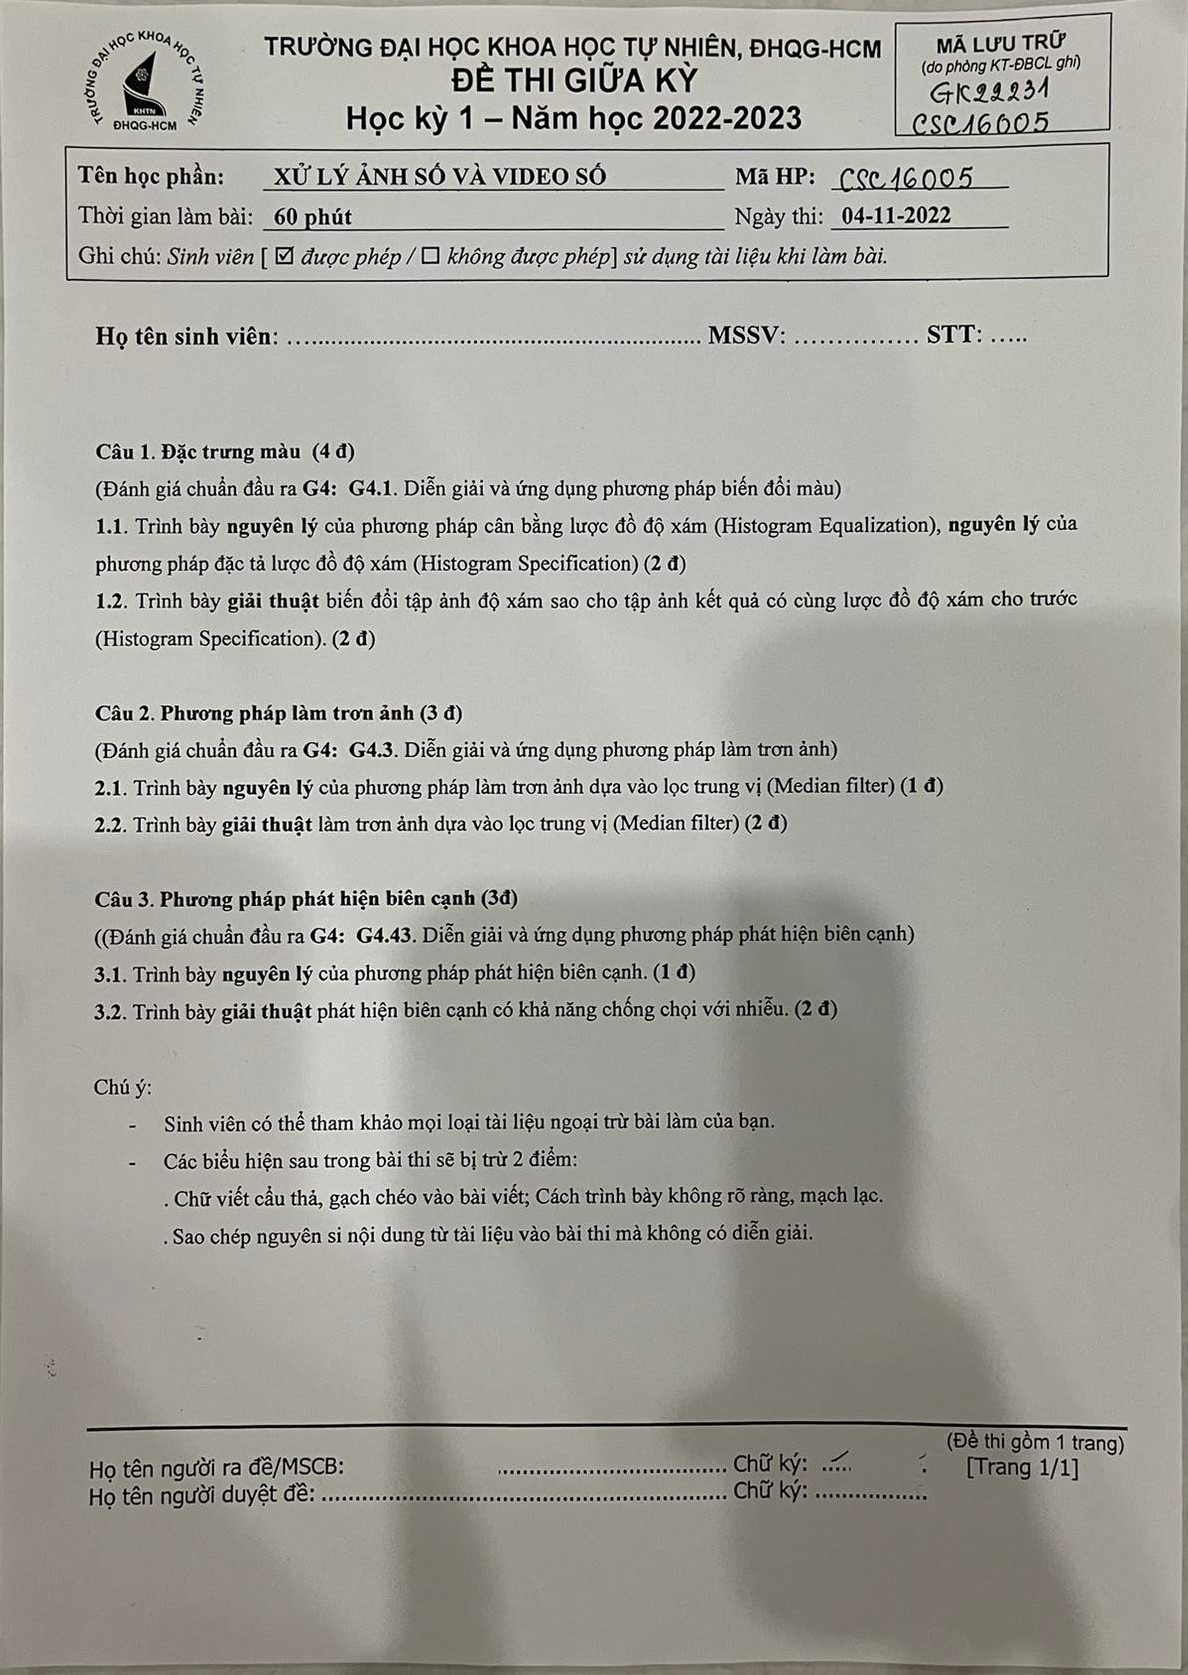 TRƯỜNG ĐẠI HỌC KHOA HỌC TỰ NHIÊN
KHTN
ĐHQG-HCM
TRƯỜNG ĐẠI HỌC KHOA HỌC TỰ NHIÊN, ĐHQG-HCM
ĐỀ THI GIỮA KỲ
Học kỳ 1 – Năm học 2022-2023
MÃ LƯU TRỮ
(do phòng KT-ĐBCL ghi)
GK22231
CSC16005
Tên học phần: XỬ LÝ ẢNH SỐ VÀ VIDEO SỐ Mã HP: CSC16005
Thời gian làm bài: 60 phút Ngày thi: 04-11-2022
Ghi chú: Sinh viên [ ☑ được phép / ☐ không được phép] sử dụng tài liệu khi làm bài.
Họ tên sinh viên: .................................................................. MSSV: ............... STT: .....
Câu 1. Đặc trưng màu (4 đ)
(Đánh giá chuẩn đầu ra G4: G4.1. Diễn giải và ứng dụng phương pháp biến đổi màu)
1.1. Trình bày nguyên lý của phương pháp cân bằng lược đồ độ xám (Histogram Equalization), nguyên lý của
phương pháp đặc tả lược đồ độ xám (Histogram Specification) (2 đ)
1.2. Trình bày giải thuật biến đổi tập ảnh độ xám sao cho tập ảnh kết quả có cùng lược đồ độ xám cho trước
(Histogram Specification). (2 đ)
Câu 2. Phương pháp làm trơn ảnh (3 đ)
(Đánh giá chuẩn đầu ra G4: G4.3. Diễn giải và ứng dụng phương pháp làm trơn ảnh)
2.1. Trình bày nguyên lý của phương pháp làm trơn ảnh dựa vào lọc trung vị (Median filter) (1 đ)
2.2. Trình bày giải thuật làm trơn ảnh dựa vào lọc trung vị (Median filter) (2 đ)
Câu 3. Phương pháp phát hiện biên cạnh (3đ)
((Đánh giá chuẩn đầu ra G4: G4.43. Diễn giải và ứng dụng phương pháp phát hiện biên cạnh)
3.1. Trình bày nguyên lý của phương pháp phát hiện biên cạnh. (1 đ)
3.2. Trình bày giải thuật phát hiện biên cạnh có khả năng chống chọi với nhiễu. (2 đ)
Chú ý:
- Sinh viên có thể tham khảo mọi loại tài liệu ngoại trừ bài làm của bạn.
- Các biểu hiện sau trong bài thi sẽ bị trừ 2 điểm:
. Chữ viết cẩu thả, gạch chéo vào bài viết; Cách trình bày không rõ ràng, mạch lạc.
. Sao chép nguyên si nội dung từ tài liệu vào bài thi mà không có diễn giải.
(Đề thi gồm 1 trang)
Họ tên người ra đề/MSCB: ................................. Chữ ký: ..... [Trang 1/1]
Họ tên người duyệt đề: .......................................................... Chữ ký: ................